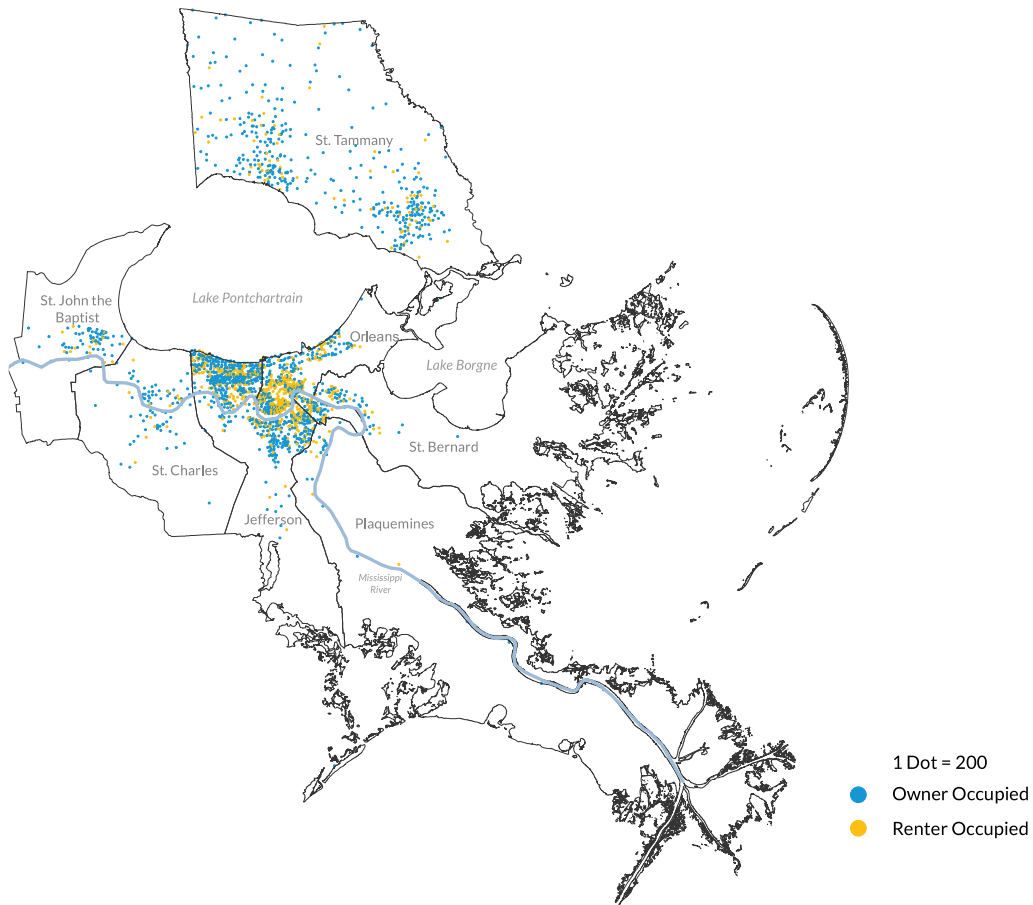 St. Tammany
St. John the
Baptist
Lake Pontchartrain
Orleans
Lake Borgne
St. Bernard
St. Charles
Jefferson
Plaquemines
Mississippi
River
1 Dot = 200
Owner Occupied
Renter Occupied